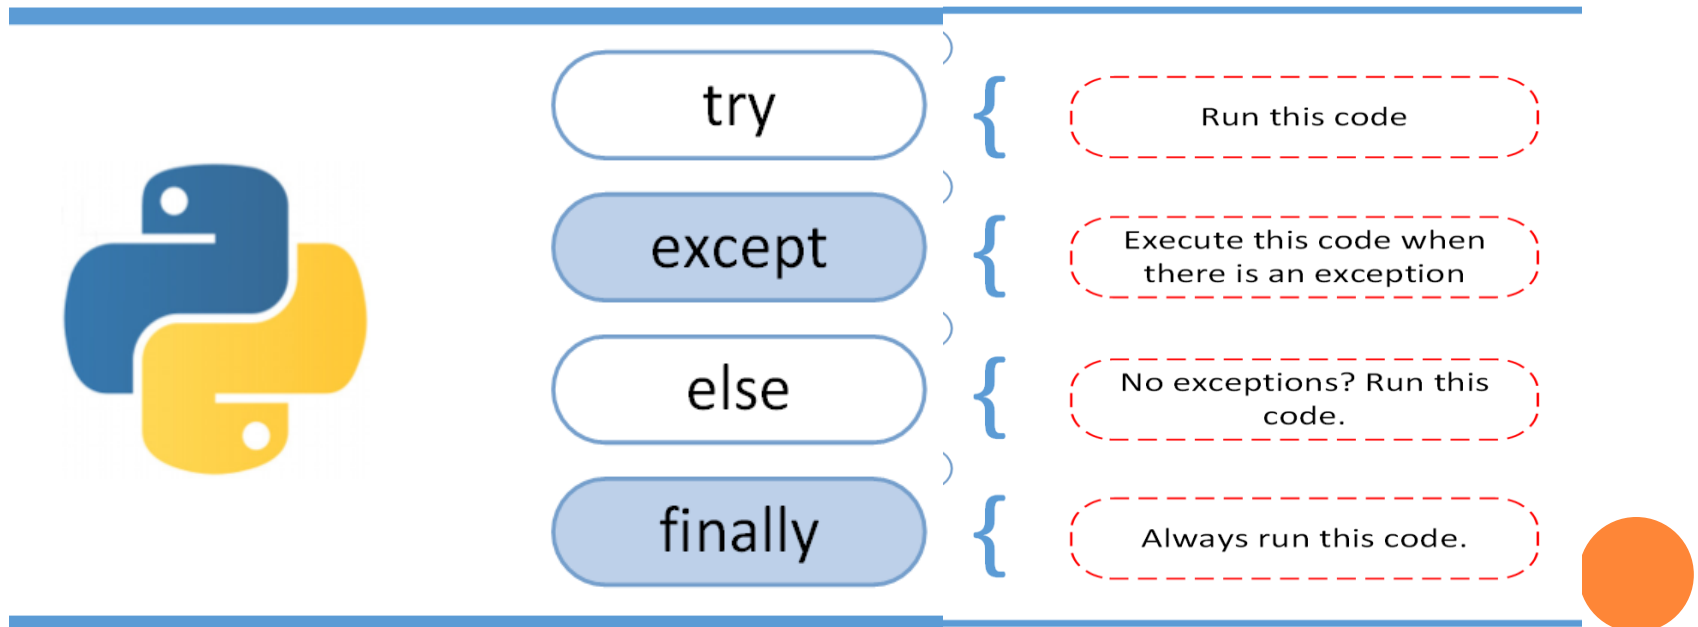 try
Run this code
except
Execute this code when
there is an exception
else
No exceptions? Run this
code.
finally
Always run this code.